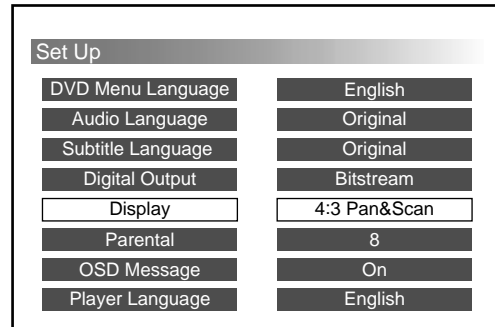 Set Up
DVD Menu Language English
Audio Language Original
Subtitle Language Original
Digital Output Bitstream
Display 4:3 Pan&Scan
Parental 8
OSD Message On
Player Language English